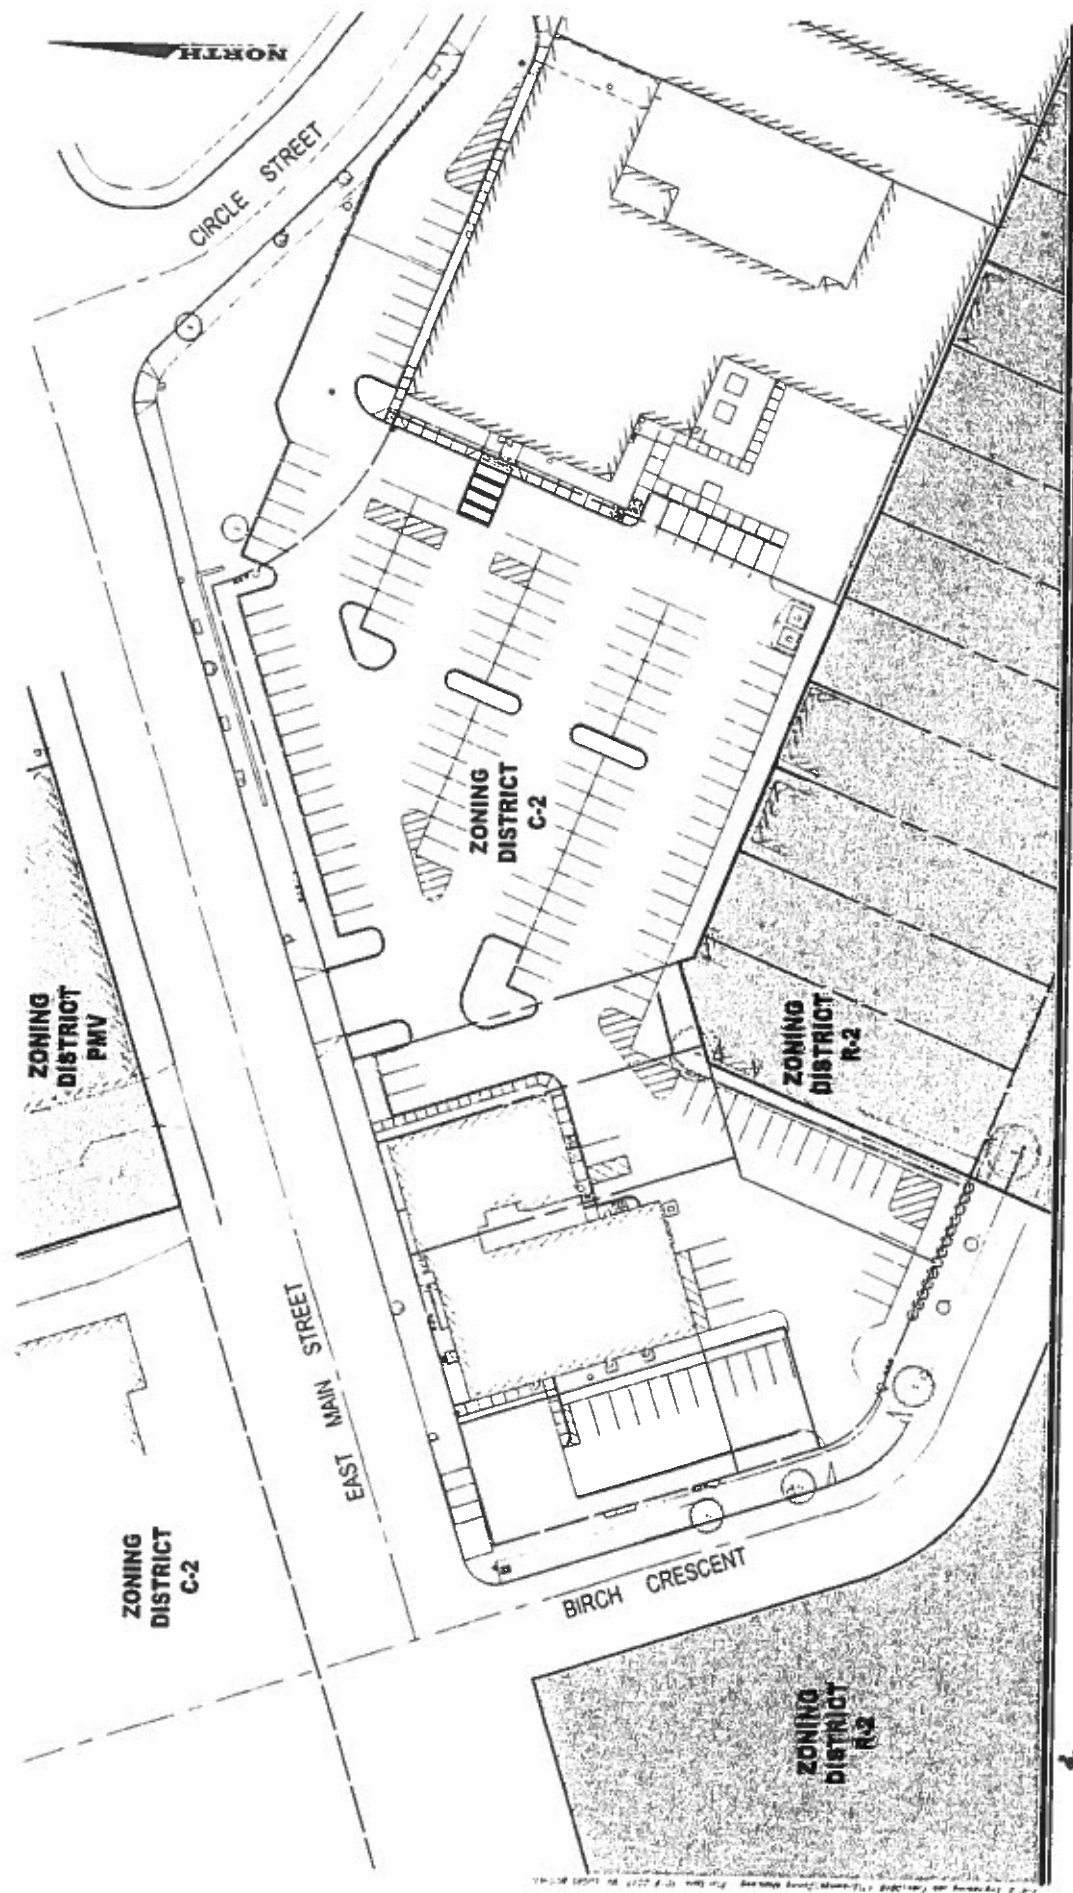 NORTH
CIRCLE STREET
ZONING
DISTRICT
C-2
ZONING
DISTRICT
PMV
ZONING
DISTRICT
R-2
EAST MAIN STREET
ZONING
DISTRICT
C-2
BIRCH CRESCENT
ZONING
DISTRICT
R-2